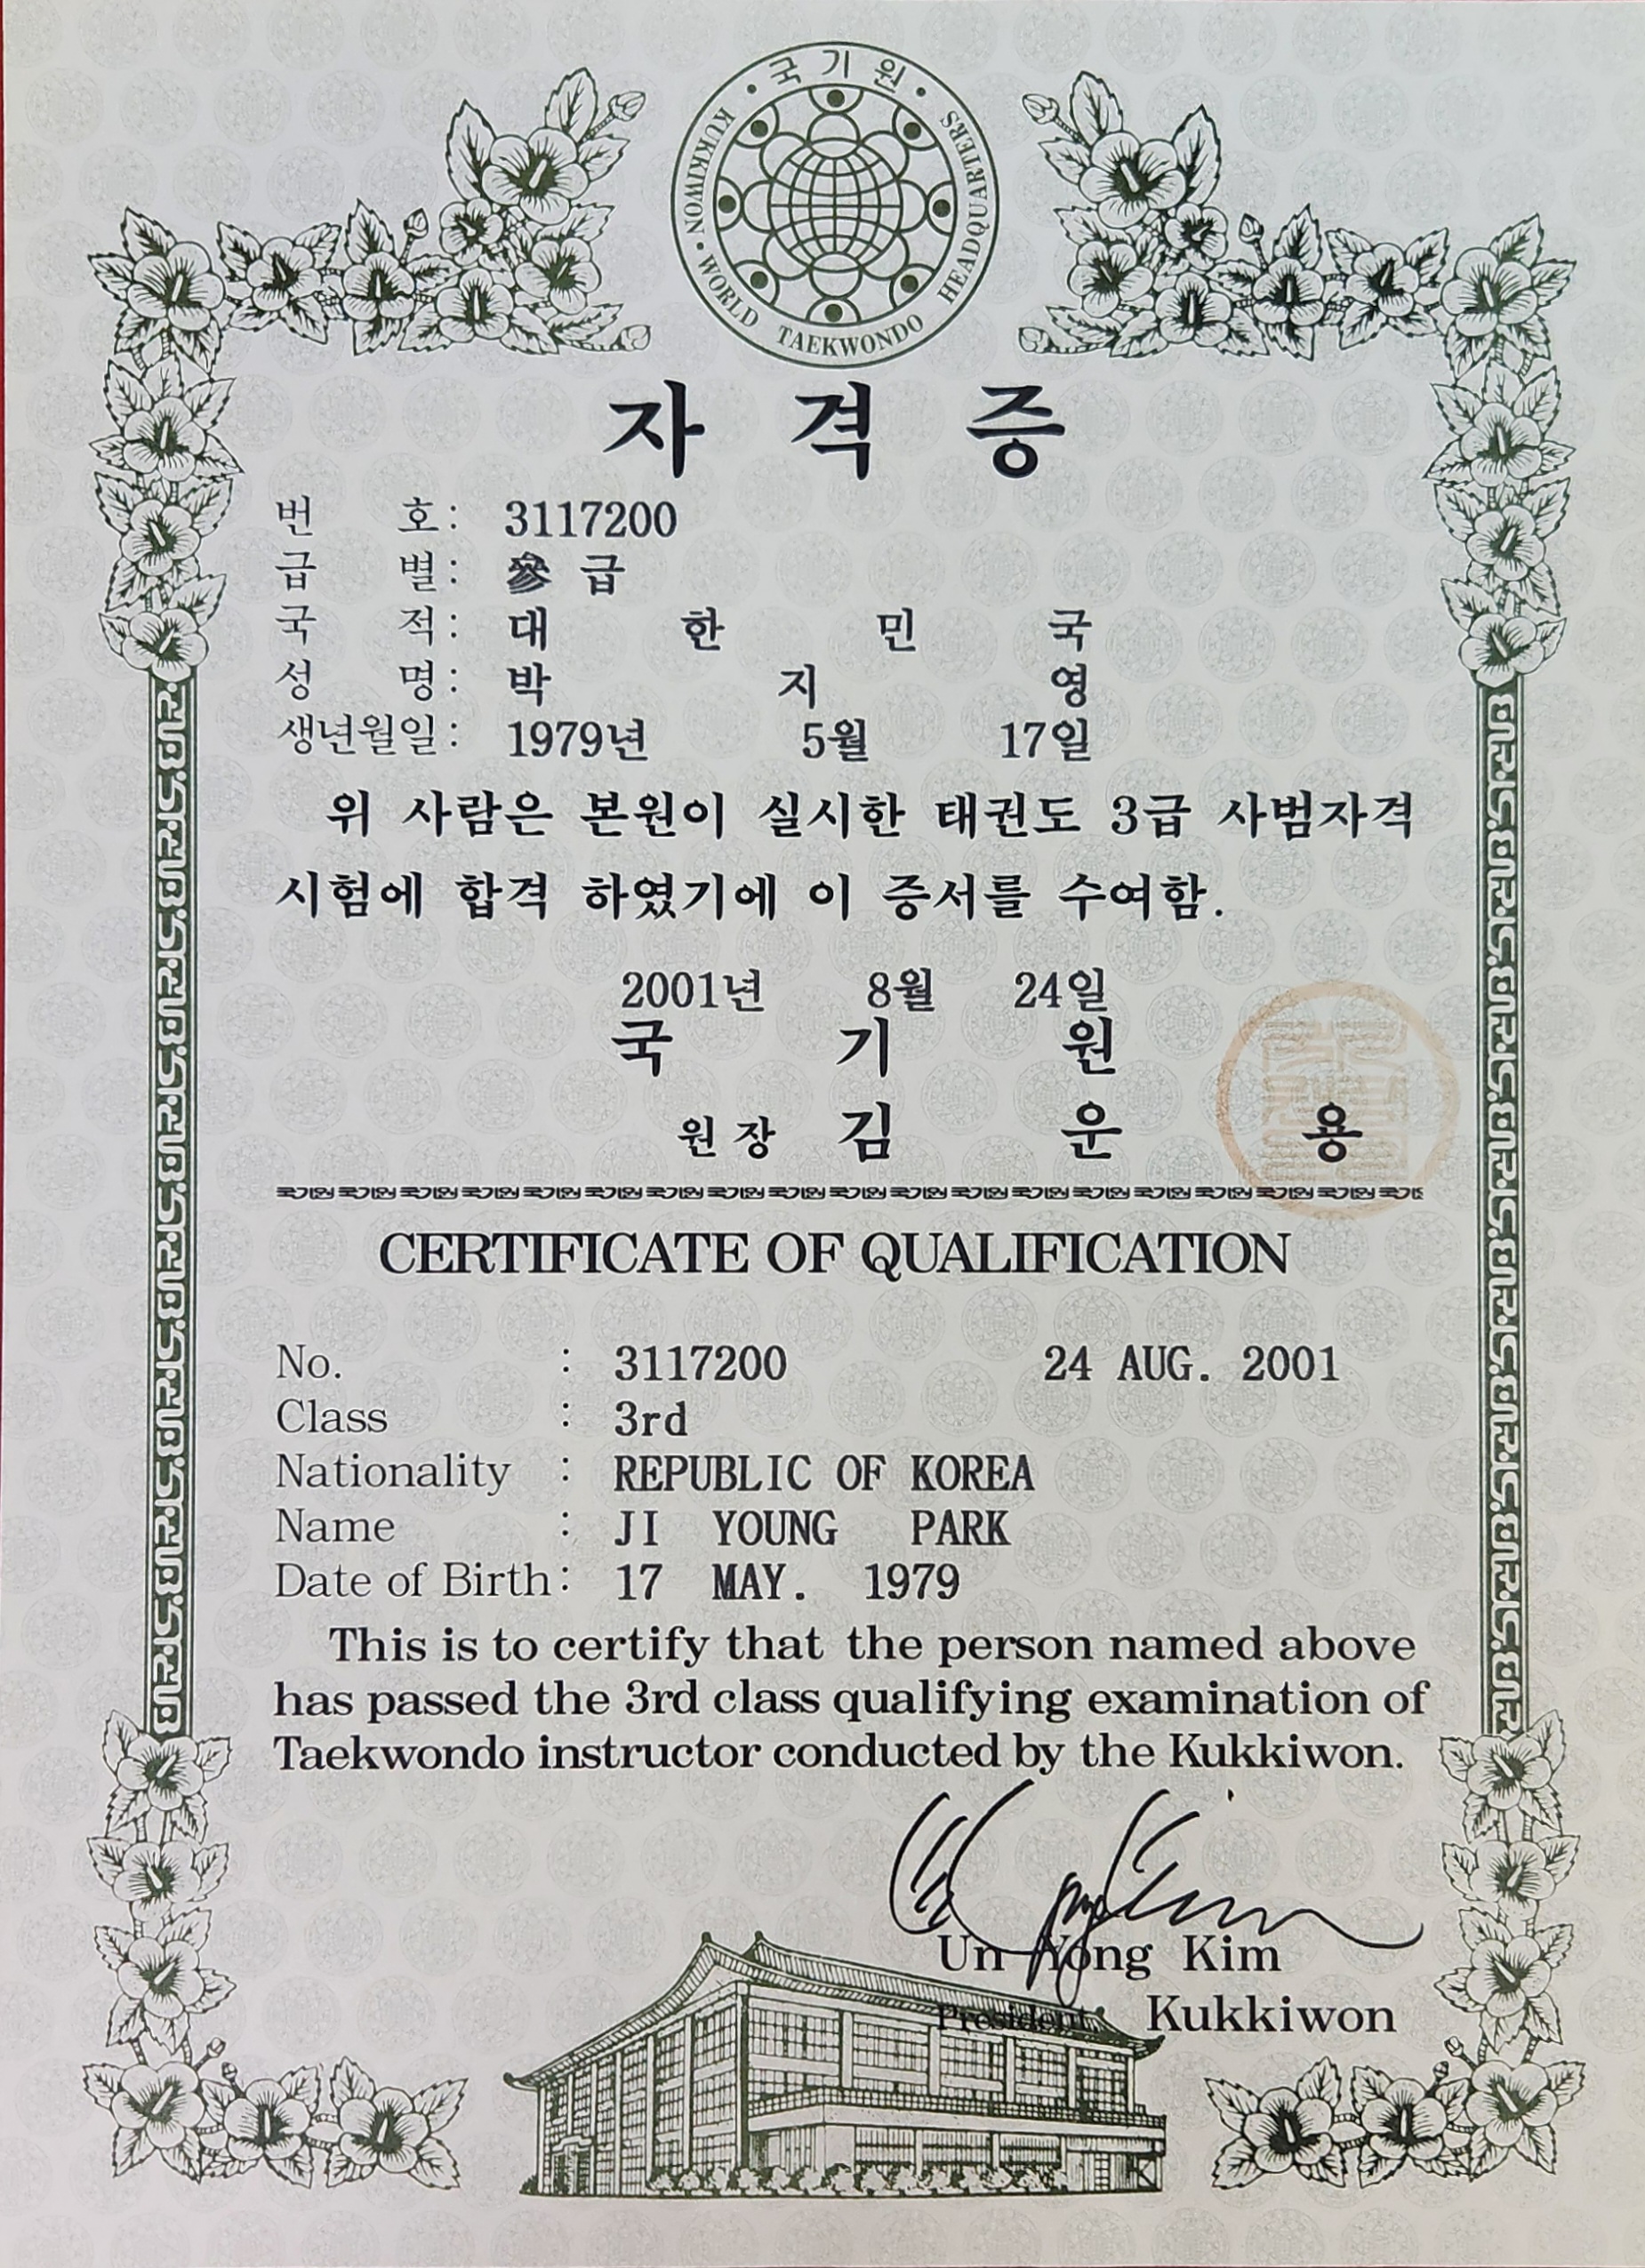 국기원
KUKKIWON • WORLD TAEKWONDO HEADQUARTERS
자격증
번 호: 3117200
급 별: 參 급
국 적: 대 한 민 국
성 명: 박 지 영
생년월일: 1979년 5월 17일
위 사람은 본원이 실시한 태권도 3급 사범자격
시험에 합격 하였기에 이 증서를 수여함.
2001년 8월 24일
국 기 원
원장 김 운 용
CERTIFICATE OF QUALIFICATION
No. : 3117200 24 AUG. 2001
Class : 3rd
Nationality : REPUBLIC OF KOREA
Name : JI YOUNG PARK
Date of Birth: 17 MAY. 1979
This is to certify that the person named above
has passed the 3rd class qualifying examination of
Taekwondo instructor conducted by the Kukkiwon.
Un Yong Kim
President, Kukkiwon